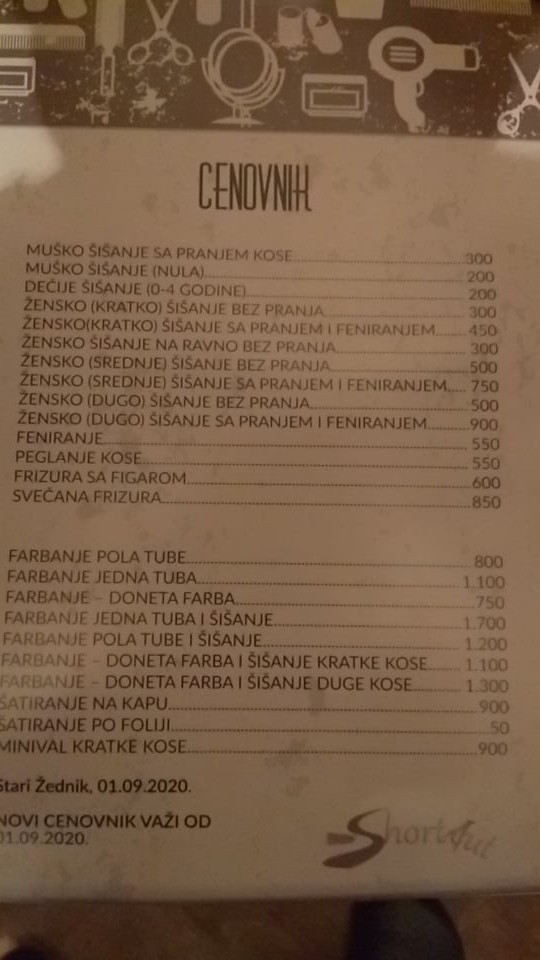 CENOVNIK
MUŠKO ŠIŠANJE SA PRANJEM KOSE 300
MUŠKO ŠIŠANJE (NULA) 200
DEČIJE ŠIŠANJE (0-4 GODINE) 200
ŽENSKO (KRATKO) ŠIŠANJE BEZ PRANJA 300
ŽENSKO(KRATKO) ŠIŠANJE SA PRANJEM I FENIRANJEM 450
ŽENSKO ŠIŠANJE NA RAVNO BEZ PRANJA 300
ŽENSKO (SREDNJE) ŠIŠANJE BEZ PRANJA 500
ŽENSKO (SREDNJE) ŠIŠANJE SA PRANJEM I FENIRANJEM 750
ŽENSKO (DUGO) ŠIŠANJE BEZ PRANJA 500
ŽENSKO (DUGO) ŠIŠANJE SA PRANJEM I FENIRANJEM 900
FENIRANJE 550
PEGLANJE KOSE 550
FRIZURA SA FIGAROM 600
SVEČANA FRIZURA 850
FARBANJE POLA TUBE 800
FARBANJE JEDNA TUBA 1.100
FARBANJE – DONETA FARBA 750
FARBANJE JEDNA TUBA I ŠIŠANJE 1.700
FARBANJE POLA TUBE I ŠIŠANJE 1.200
FARBANJE – DONETA FARBA I ŠIŠANJE KRATKE KOSE 1.100
FARBANJE – DONETA FARBA I ŠIŠANJE DUGE KOSE 1.300
ŠATIRANJE NA KAPU 900
ŠATIRANJE PO FOLIJI 50
MINIVAL KRATKE KOSE 900
Stari Žednik, 01.09.2020.
NOVI CENOVNIK VAŽI OD
01.09.2020.